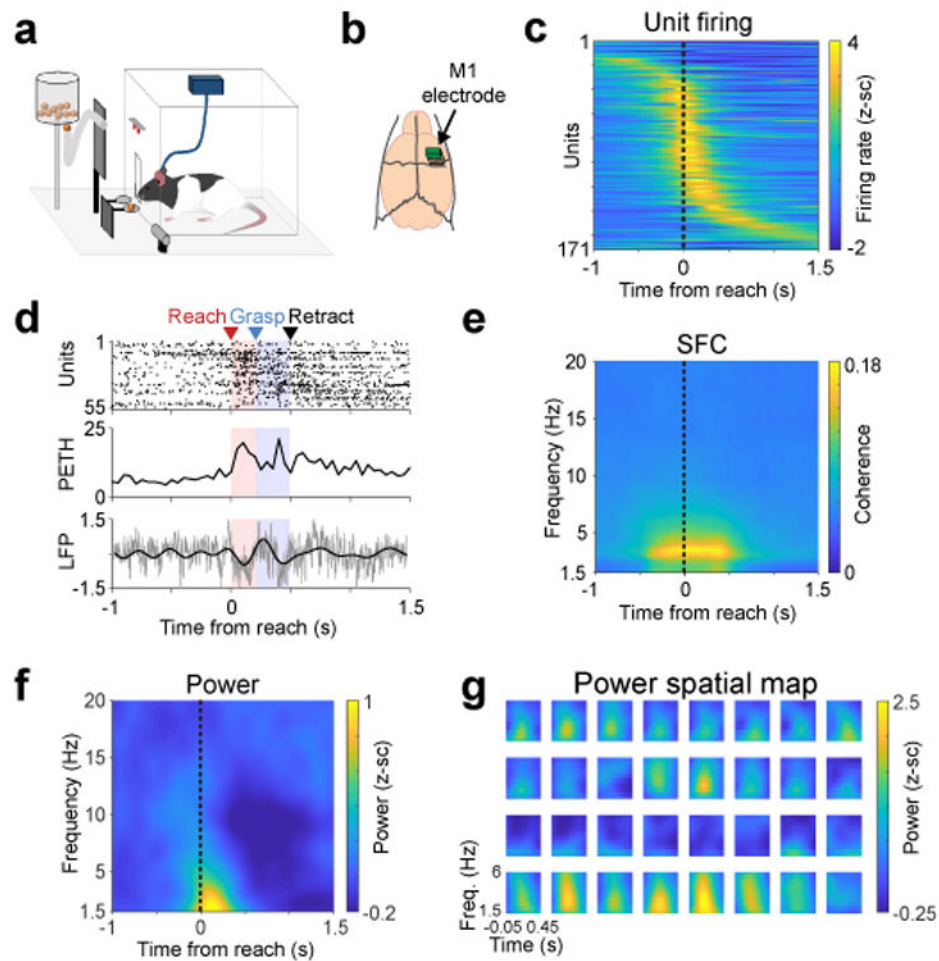 a
b
M1
electrode
c
Unit firing
1
Units
171
-1
0
1.5
Time from reach (s)
4
Firing rate (z-sc)
-2
d
Reach
Grasp
Retract
1
Units
55
25
PETH
0
1.5
LFP
-1.5
-1
0
1.5
Time from reach (s)
e
SFC
20
15
10
5
1.5
Frequency (Hz)
-1
0
1.5
Time from reach (s)
0.18
Coherence
0
f
Power
20
15
10
5
1.5
Frequency (Hz)
-1
0
1.5
Time from reach (s)
1
Power (z-sc)
-0.2
g
Power spatial map
Freq. (Hz)
6
1.5
-0.05 0.45
Time (s)
2.5
Power (z-sc)
-0.25